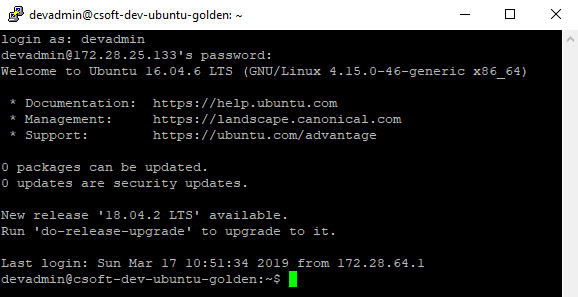 devadmin@csoft-dev-ubuntu-golden: ~
login as: devadmin
devadmin@172.28.25.133's password:
Welcome to Ubuntu 16.04.6 LTS (GNU/Linux 4.15.0-46-generic x86_64)
* Documentation:  https://help.ubuntu.com
* Management:     https://landscape.canonical.com
* Support:        https://ubuntu.com/advantage
0 packages can be updated.
0 updates are security updates.
New release '18.04.2 LTS' available.
Run 'do-release-upgrade' to upgrade to it.
Last login: Sun Mar 17 10:51:34 2019 from 172.28.64.1
devadmin@csoft-dev-ubuntu-golden:~$